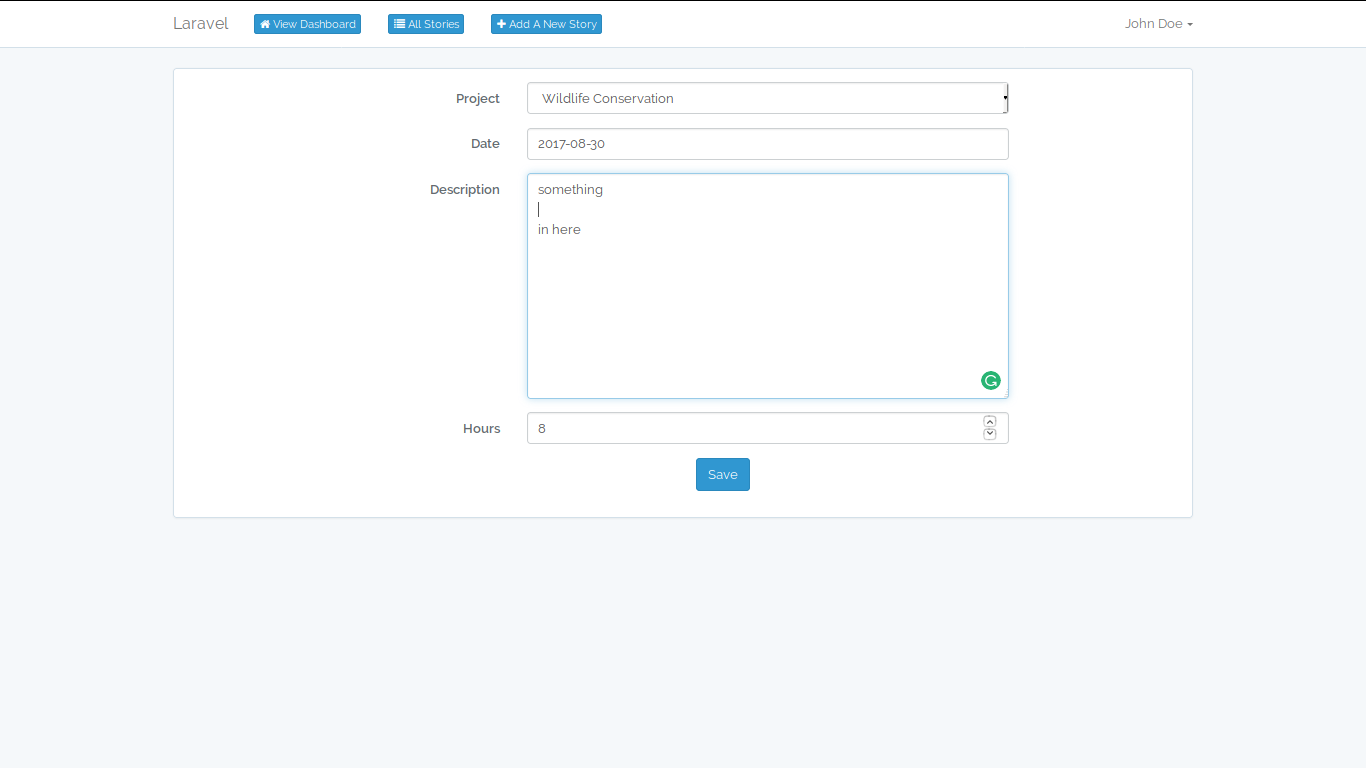 Laravel View Dashboard All Stories Add A New Story John Doe
Project Wildlife Conservation
Date 2017-08-30
Description something
in here
Hours 8
Save